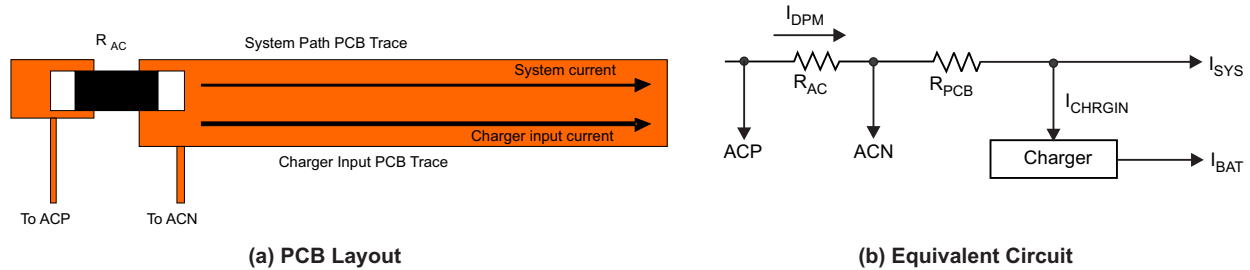 R AC
System Path PCB Trace
System current
Charger input current
Charger Input PCB Trace
To ACP
To ACN
(a) PCB Layout
IDPM
RAC
RPCB
ISYS
ICHRGIN
ACP
ACN
Charger
IBAT
(b) Equivalent Circuit